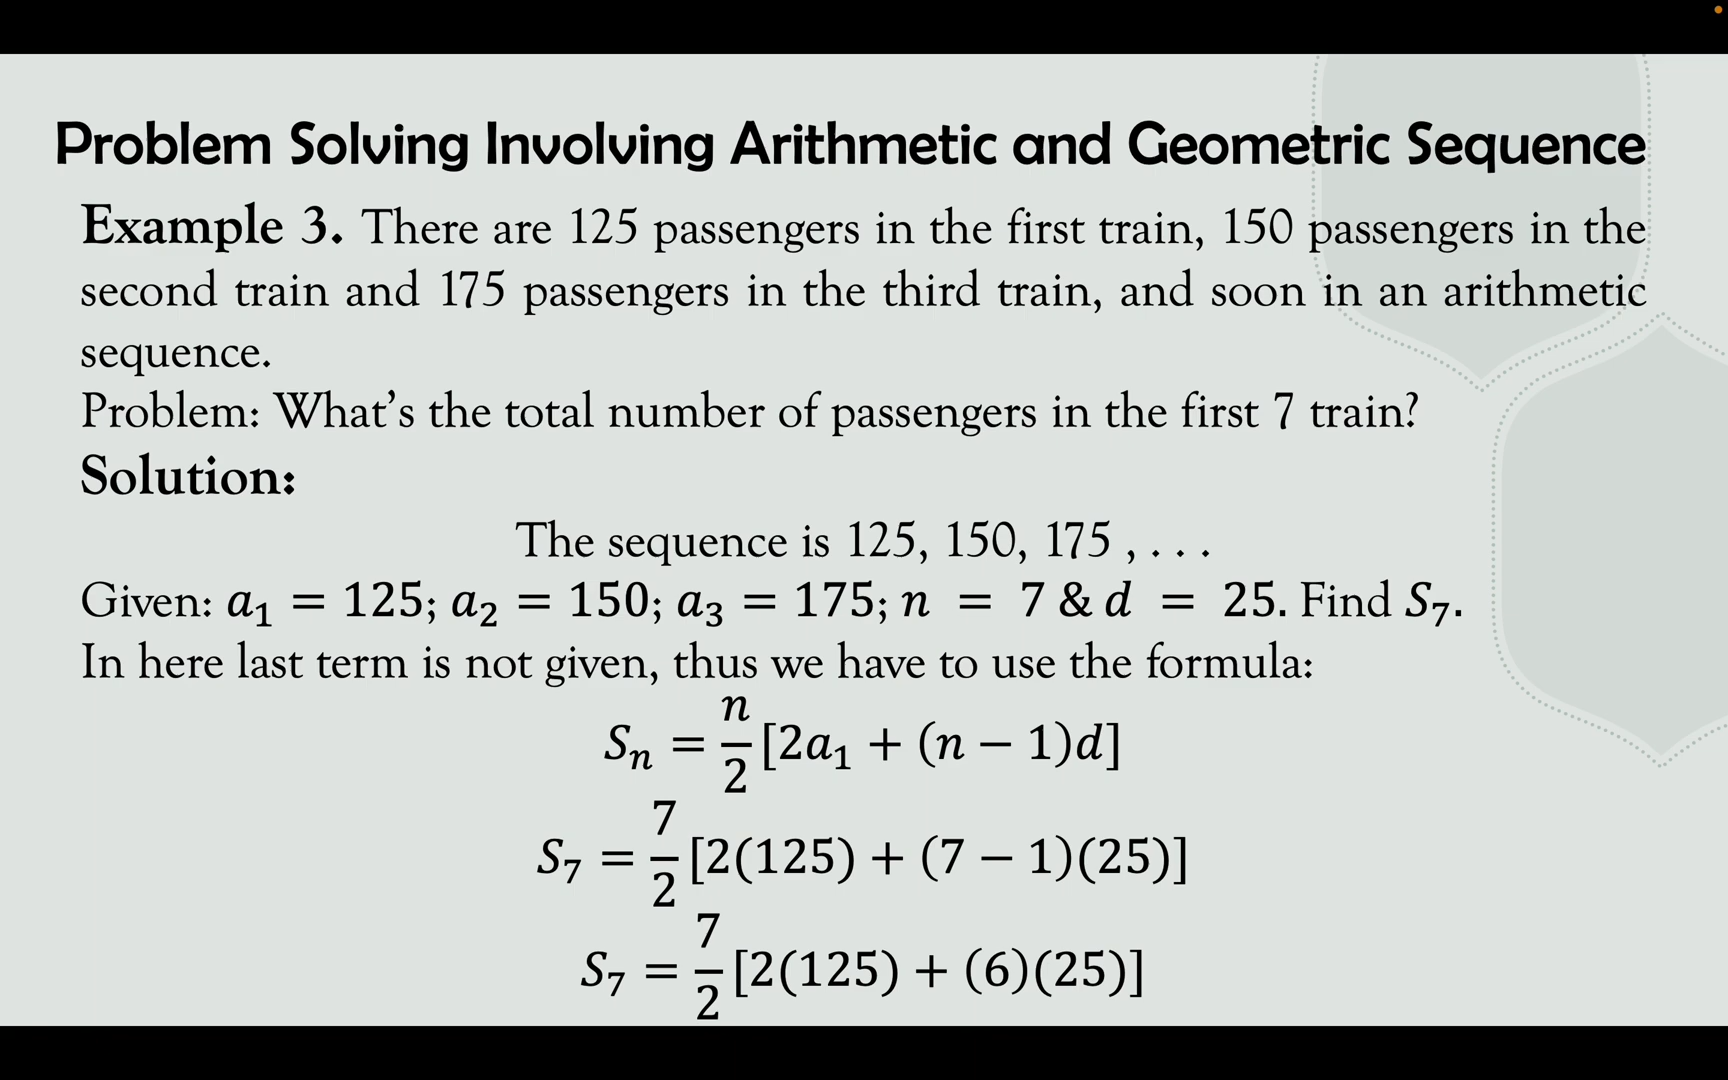 Problem Solving Involving Arithmetic and Geometric Sequence
Example 3. There are 125 passengers in the first train, 150 passengers in the
second train and 175 passengers in the third train, and soon in an arithmetic
sequence.
Problem: What's the total number of passengers in the first 7 train?
Solution:
The sequence is 125, 150, 175 , . . .
Given: a₁ = 125; a₂ = 150; a₃ = 175; n = 7 & d = 25. Find S₇.
In here last term is not given, thus we have to use the formula:
Sₙ = n/2 [2a₁ + (n − 1)d]
S₇ = 7/2 [2(125) + (7 − 1)(25)]
S₇ = 7/2 [2(125) + (6)(25)]